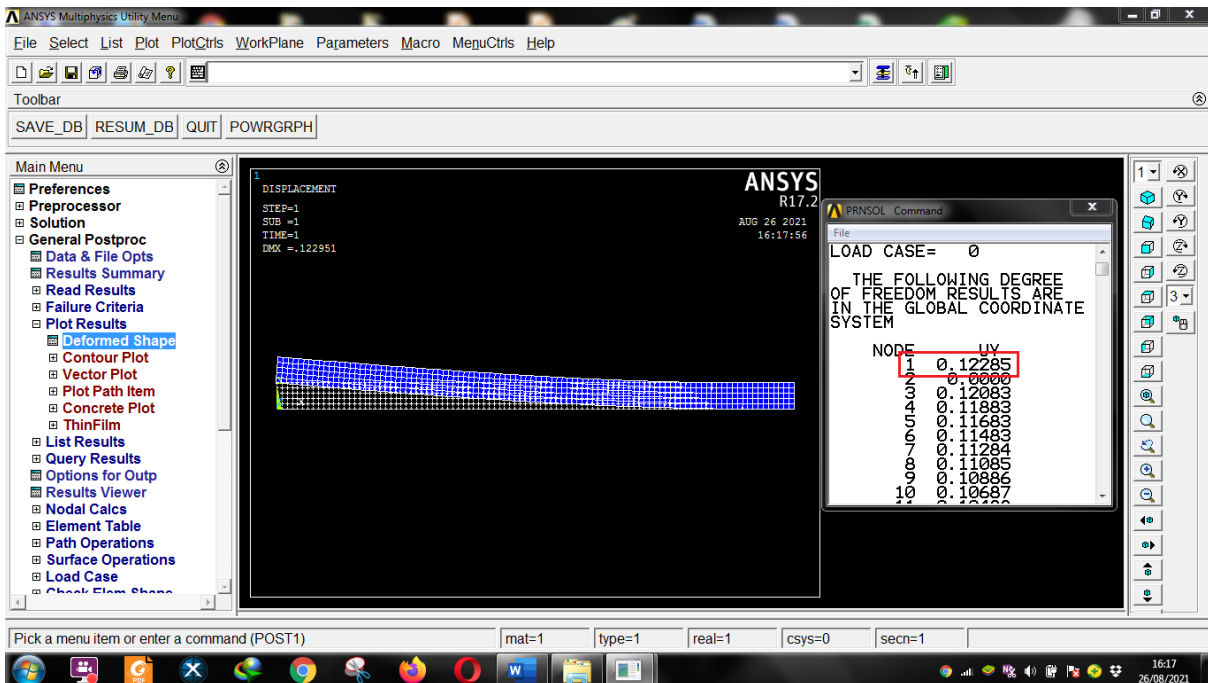 ANSYS Multiphysics Utility Menu
File Select List Plot PlotCtrls WorkPlane Parameters Macro MenuCtrls Help
Toolbar
SAVE_DB RESUM_DB QUIT POWRGRPH
Main Menu
Preferences
Preprocessor
Solution
General Postproc
Data & File Opts
Results Summary
Read Results
Failure Criteria
Plot Results
Deformed Shape
Contour Plot
Vector Plot
Plot Path Item
Concrete Plot
ThinFilm
List Results
Query Results
Options for Outp
Results Viewer
Nodal Calcs
Element Table
Path Operations
Surface Operations
Load Case
Check Elem Shape
1
DISPLACEMENT
STEP=1
SUB =1
TIME=1
DMX =.122951
ANSYS
R17.2
AUG 26 2021
16:17:56
X
PRNSOL Command
File
LOAD CASE= 0
THE FOLLOWING DEGREE
OF FREEDOM RESULTS ARE
IN THE GLOBAL COORDINATE
SYSTEM
NODE UY
1 0.12285
2 0.0000
3 0.12083
4 0.11883
5 0.11683
6 0.11483
7 0.11284
8 0.11085
9 0.10886
10 0.10687
1
3
Pick a menu item or enter a command (POST1) mat=1 type=1 real=1 csys=0 secn=1
16:17
26/08/2021